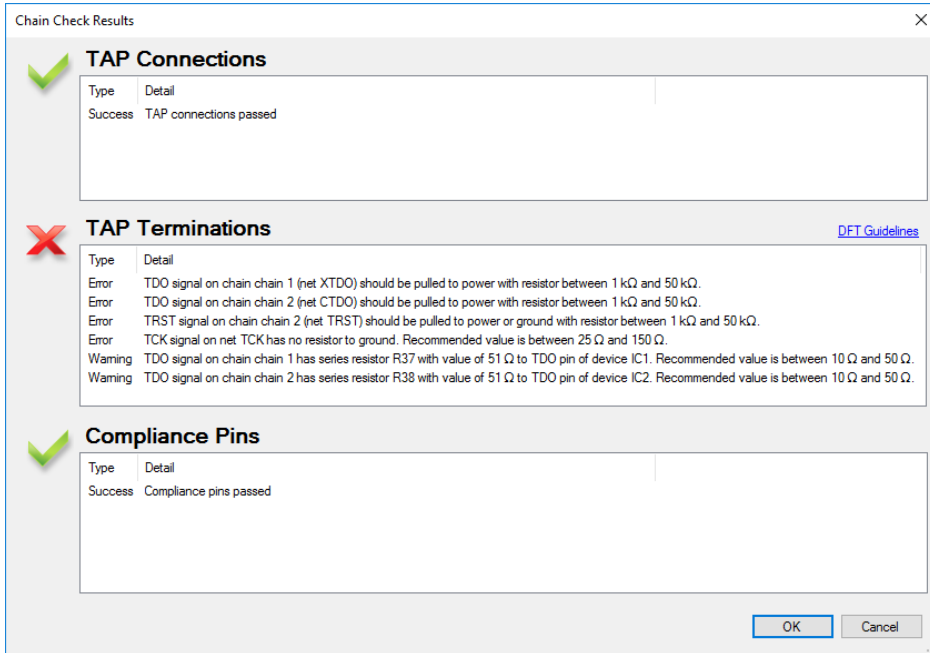 Chain Check Results
TAP Connections
Type Detail
Success TAP connections passed
TAP Terminations
DFT Guidelines
Type Detail
Error TDO signal on chain chain 1 (net XTDO) should be pulled to power with resistor between 1 kΩ and 50 kΩ.
Error TDO signal on chain chain 2 (net CTDO) should be pulled to power with resistor between 1 kΩ and 50 kΩ.
Error TRST signal on chain chain 2 (net TRST) should be pulled to power or ground with resistor between 1 kΩ and 50 kΩ.
Error TCK signal on net TCK has no resistor to ground. Recommended value is between 25 Ω and 150 Ω.
Warning TDO signal on chain chain 1 has series resistor R37 with value of 51 Ω to TDO pin of device IC1. Recommended value is between 10 Ω and 50 Ω.
Warning TDO signal on chain chain 2 has series resistor R38 with value of 51 Ω to TDO pin of device IC2. Recommended value is between 10 Ω and 50 Ω.
Compliance Pins
Type Detail
Success Compliance pins passed
OK Cancel